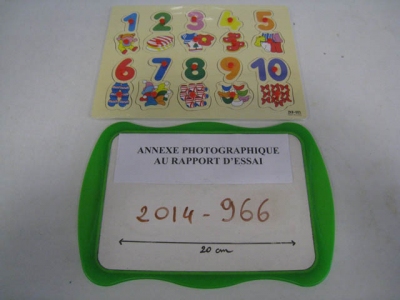 1 2 3 4 5
6 7 8 9 10
ANNEXE PHOTOGRAPHIQUE
AU RAPPORT D'ESSAI
2014-966
20 cm